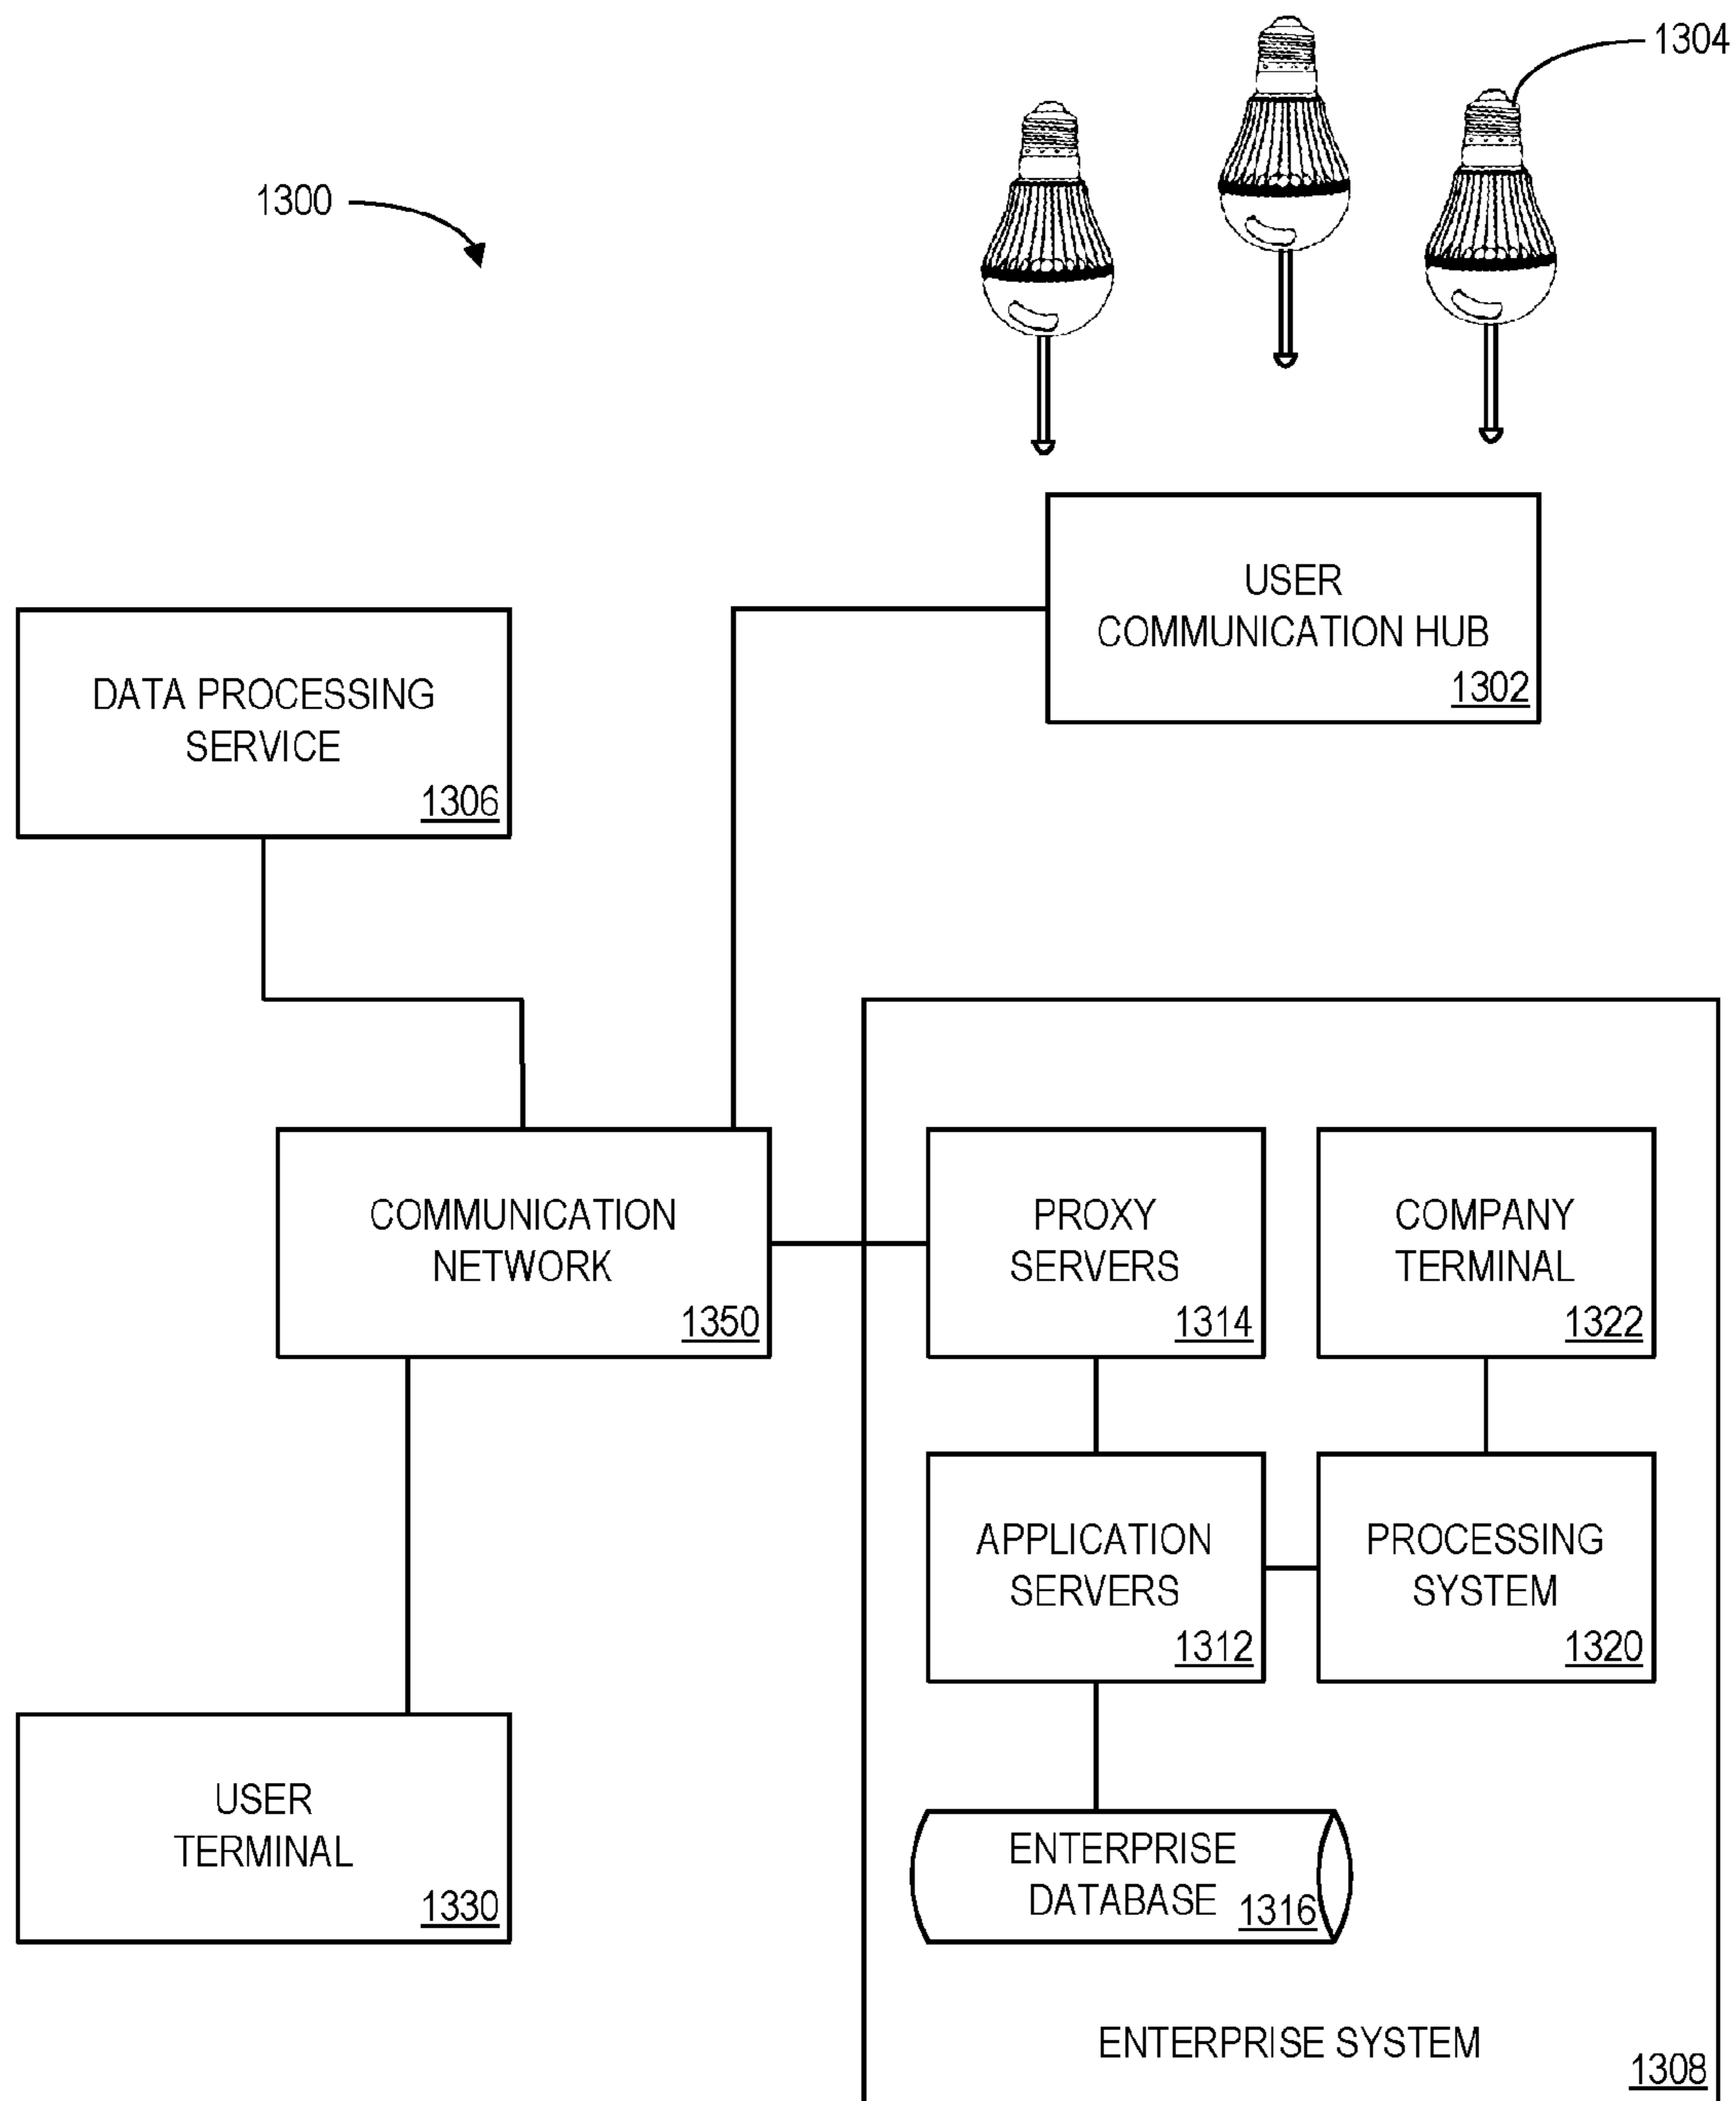 1304
1300
USER
COMMUNICATION HUB
1302
DATA PROCESSING
SERVICE
1306
COMMUNICATION
NETWORK
1350
PROXY
SERVERS
1314
COMPANY
TERMINAL
1322
APPLICATION
SERVERS
1312
PROCESSING
SYSTEM
1320
USER
TERMINAL
1330
ENTERPRISE
DATABASE
1316
ENTERPRISE SYSTEM
1308